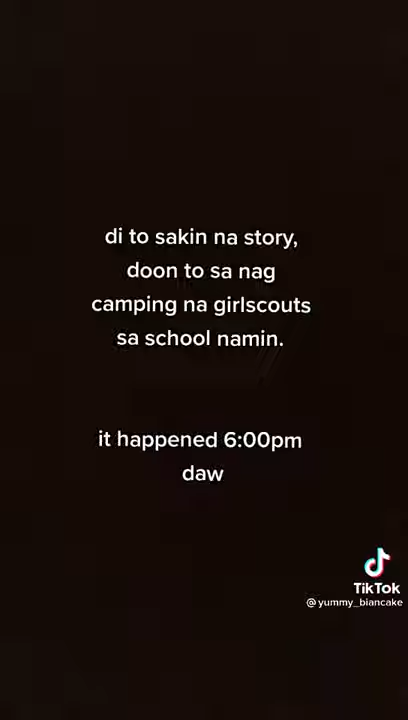 di to sakin na story,
doon to sa nag
camping na girlscouts
sa school namin.
it happened 6:00pm
daw
TikTok
@yummy_biancake